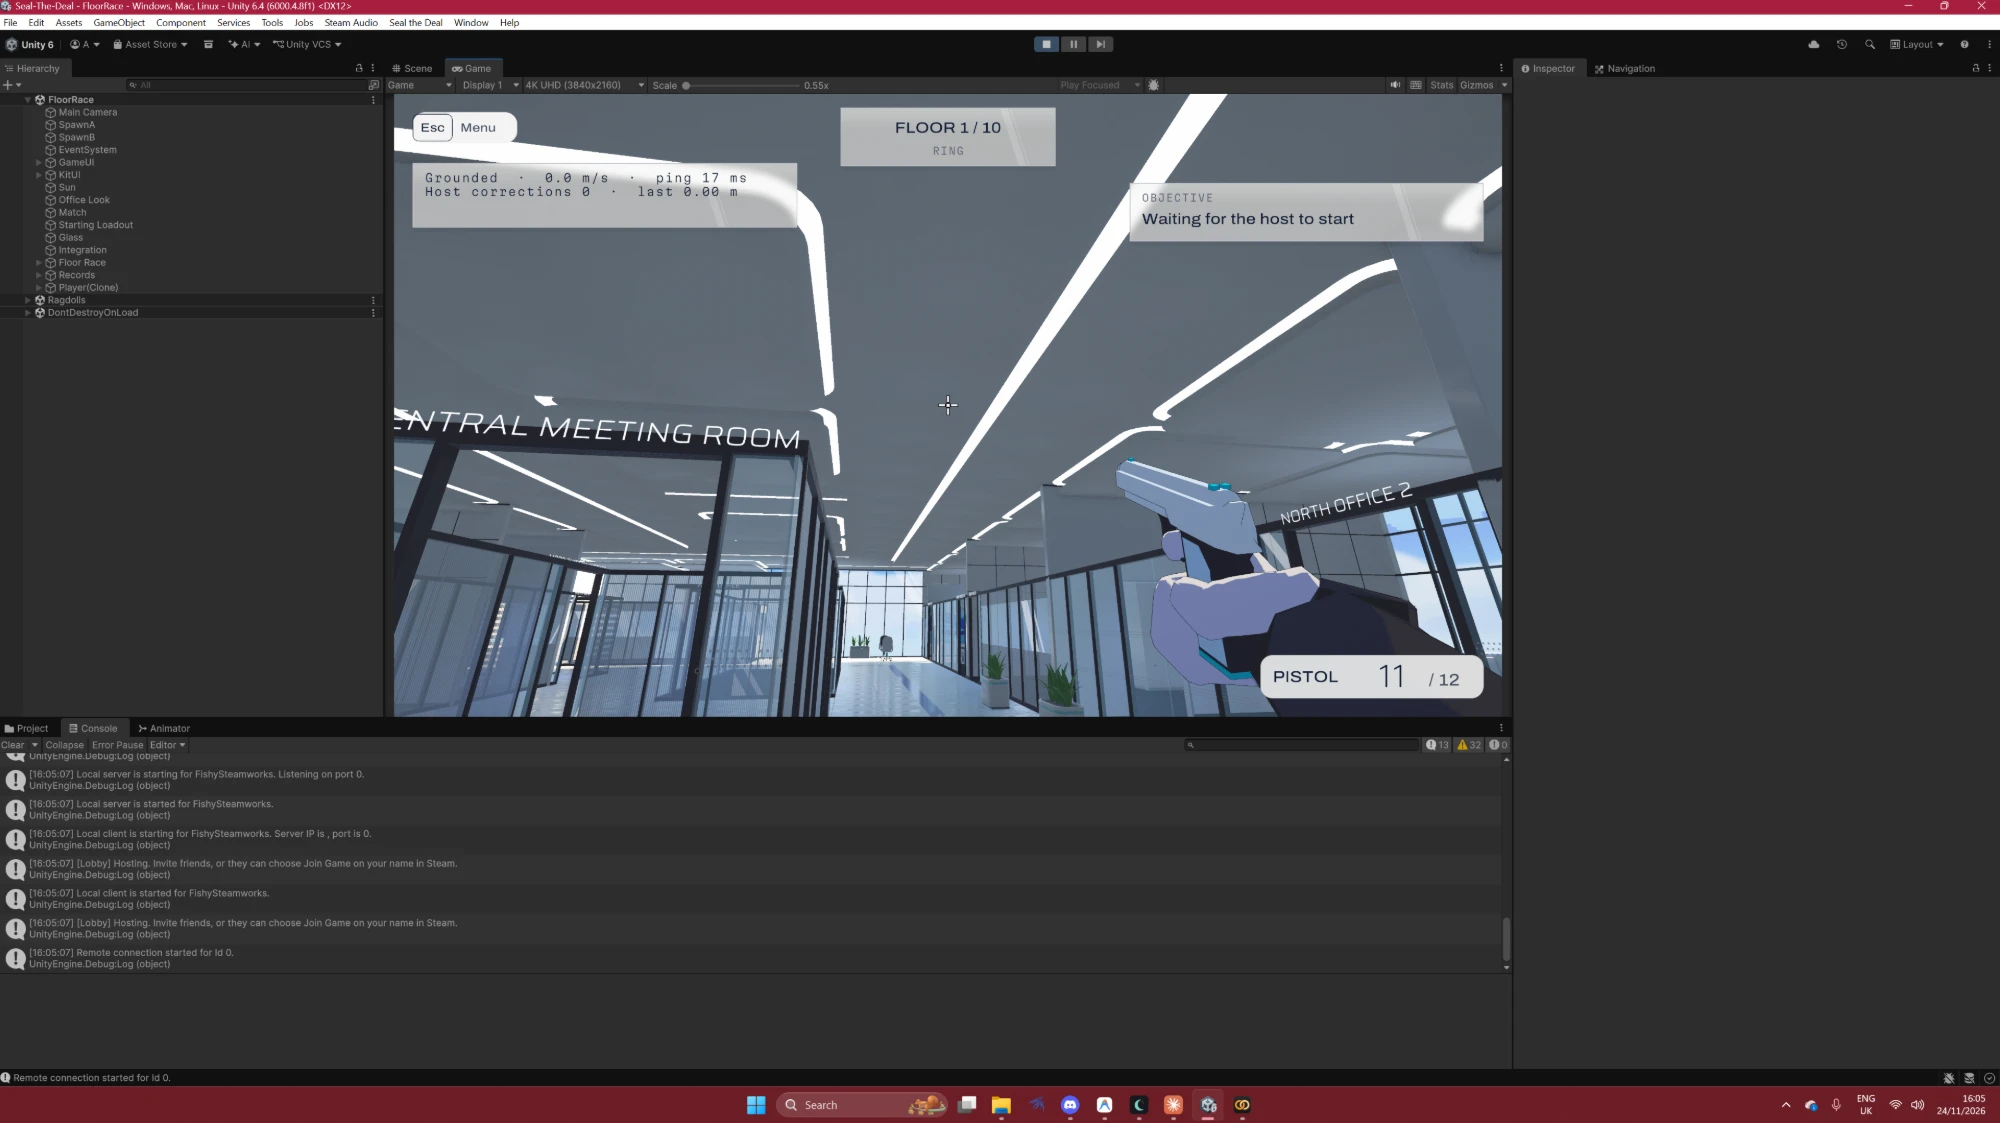 Seal-The-Deal - FloorRace - Windows, Mac, Linux - Unity 6.4 (6000.4.8f1) <DX12>
File Edit Assets GameObject Component Services Tools Jobs Steam Audio Seal the Deal Window Help
Unity 6 A Asset Store AI Unity VCS Layout
Hierarchy
All
FloorRace
Main Camera
SpawnA
SpawnB
EventSystem
GameUI
KitUI
Sun
Office Look
Match
Starting Loadout
Glass
Integration
Floor Race
Records
Player(Clone)
Ragdolls
DontDestroyOnLoad
Scene Game
Game Display 1 4K UHD (3840x2160) Scale 0.55x Play Focused Stats Gizmos
Esc Menu
Grounded · 0.0 m/s · ping 17 ms
Host corrections 0 · last 0.00 m
FLOOR 1 / 10
RING
OBJECTIVE
Waiting for the host to start
ENTRAL MEETING ROOM
NORTH OFFICE 2
PISTOL 11 / 12
Inspector Navigation
Project Console Animator
Clear Collapse Error Pause Editor 13 32 0
UnityEngine.Debug:Log (object)
[16:05:07] Local server is starting for FishySteamworks. Listening on port 0.
UnityEngine.Debug:Log (object)
[16:05:07] Local server is started for FishySteamworks.
UnityEngine.Debug:Log (object)
[16:05:07] Local client is starting for FishySteamworks. Server IP is , port is 0.
UnityEngine.Debug:Log (object)
[16:05:07] [Lobby] Hosting. Invite friends, or they can choose Join Game on your name in Steam.
UnityEngine.Debug:Log (object)
[16:05:07] Local client is started for FishySteamworks.
UnityEngine.Debug:Log (object)
[16:05:07] [Lobby] Hosting. Invite friends, or they can choose Join Game on your name in Steam.
UnityEngine.Debug:Log (object)
[16:05:07] Remote connection started for Id 0.
UnityEngine.Debug:Log (object)
Remote connection started for Id 0.
Search
ENG
UK
16:05
24/11/2026